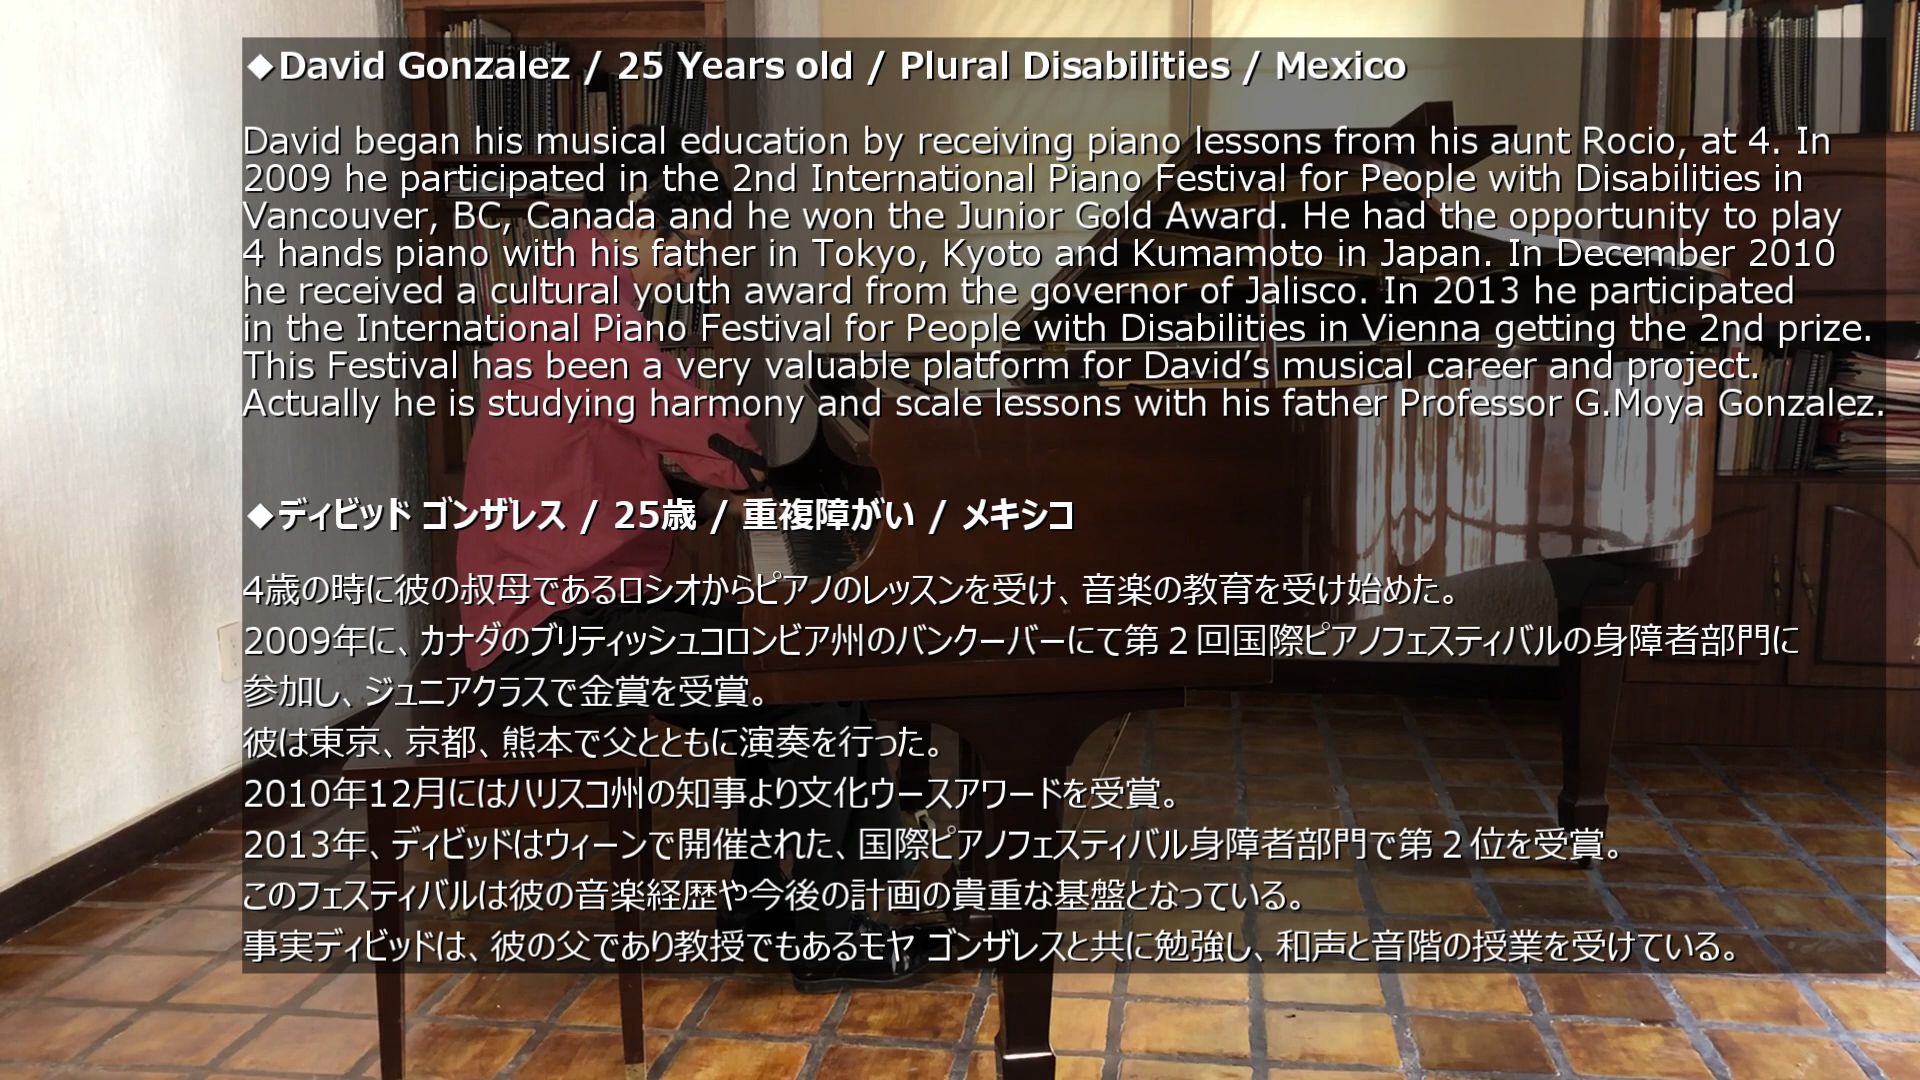 ◆David Gonzalez / 25 Years old / Plural Disabilities / Mexico
David began his musical education by receiving piano lessons from his aunt Rocio, at 4. In
2009 he participated in the 2nd International Piano Festival for People with Disabilities in
Vancouver, BC, Canada and he won the Junior Gold Award. He had the opportunity to play
4 hands piano with his father in Tokyo, Kyoto and Kumamoto in Japan. In December 2010
he received a cultural youth award from the governor of Jalisco. In 2013 he participated
in the International Piano Festival for People with Disabilities in Vienna getting the 2nd prize.
This Festival has been a very valuable platform for David’s musical career and project.
Actually he is studying harmony and scale lessons with his father Professor G.Moya Gonzalez.
◆ディビッド ゴンザレス / 25歳 / 重複障がい / メキシコ
4歳の時に彼の叔母であるロシオからピアノのレッスンを受け、音楽の教育を受け始めた。
2009年に、カナダのブリティッシュコロンビア州のバンクーバーにて第２回国際ピアノフェスティバルの身障者部門に
参加し、ジュニアクラスで金賞を受賞。
彼は東京、京都、熊本で父とともに演奏を行った。
2010年12月にはハリスコ州の知事より文化ウースアワードを受賞。
2013年、ディビッドはウィーンで開催された、国際ピアノフェスティバル身障者部門で第２位を受賞。
このフェスティバルは彼の音楽経歴や今後の計画の貴重な基盤となっている。
事実ディビッドは、彼の父であり教授でもあるモヤ ゴンザレスと共に勉強し、和声と音階の授業を受けている。